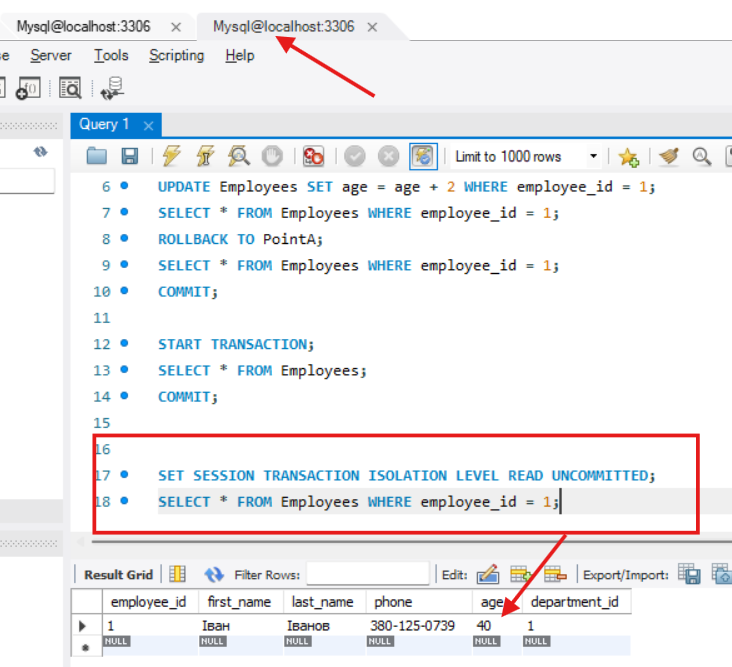 Mysql@localhost:3306 × Mysql@localhost:3306 ×
e Server Tools Scripting Help
Query 1 ×
Limit to 1000 rows
6 UPDATE Employees SET age = age + 2 WHERE employee_id = 1;
7 SELECT * FROM Employees WHERE employee_id = 1;
8 ROLLBACK TO PointA;
9 SELECT * FROM Employees WHERE employee_id = 1;
10 COMMIT;
11
12 START TRANSACTION;
13 SELECT * FROM Employees;
14 COMMIT;
15
16
17 SET SESSION TRANSACTION ISOLATION LEVEL READ UNCOMMITTED;
18 SELECT * FROM Employees WHERE employee_id = 1;
Result Grid Filter Rows: Edit: Export/Import:
employee_id first_name last_name phone age department_id
1 Іван Іванов 380-125-0739 40 1
NULL NULL NULL NULL NULL NULL